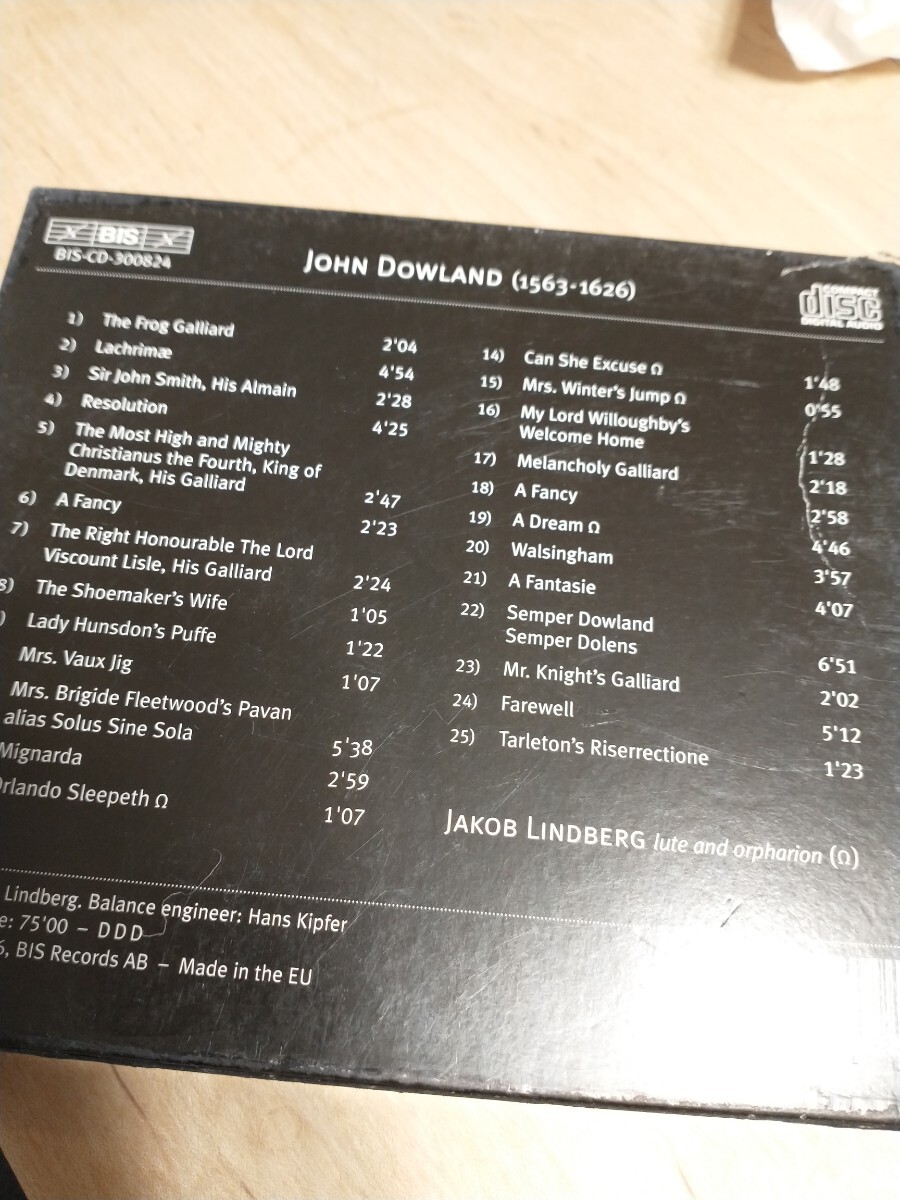 BIS
BIS-CD-300824
JOHN DOWLAND (1563-1626)
COMPACT
disc
DIGITAL AUDIO
1) The Frog Galliard 2'04
2) Lachrimæ 4'54
3) Sir John Smith, His Almain 2'28
4) Resolution 4'25
5) The Most High and Mighty
Christianus the Fourth, King of
Denmark, His Galliard 2'47
6) A Fancy 2'23
7) The Right Honourable The Lord
Viscount Lisle, His Galliard 2'24
8) The Shoemaker's Wife 1'05
) Lady Hunsdon's Puffe 1'22
Mrs. Vaux Jig 1'07
Mrs. Brigide Fleetwood's Pavan
alias Solus Sine Sola 5'38
Mignarda 2'59
Orlando Sleepeth Ω 1'07
14) Can She Excuse Ω 1'48
15) Mrs. Winter's Jump Ω 0'55
16) My Lord Willoughby's
Welcome Home 1'28
17) Melancholy Galliard 2'18
18) A Fancy 2'58
19) A Dream Ω 4'46
20) Walsingham 3'57
21) A Fantasie 4'07
22) Semper Dowland
Semper Dolens 6'51
23) Mr. Knight's Galliard 2'02
24) Farewell 5'12
25) Tarleton's Riserrectione 1'23
JAKOB LINDBERG lute and orpharion (Ω)
Lindberg. Balance engineer: Hans Kipfer
e: 75'00 – DDD
, BIS Records AB – Made in the EU